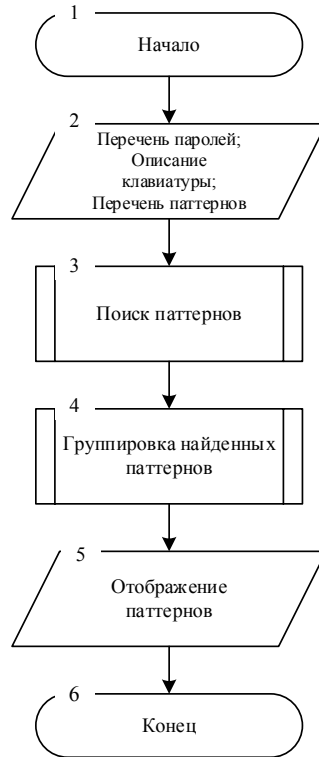 1
Начало
2
Перечень паролей;
Описание
клавиатуры;
Перечень паттернов
3
Поиск паттернов
4
Группировка найденных
паттернов
5
Отображение
паттернов
6
Конец